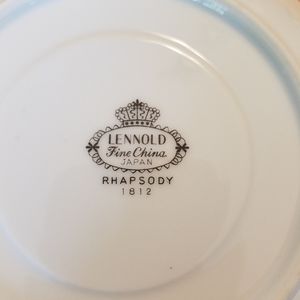 LENNOLD
Fine China
JAPAN
RHAPSODY
1812